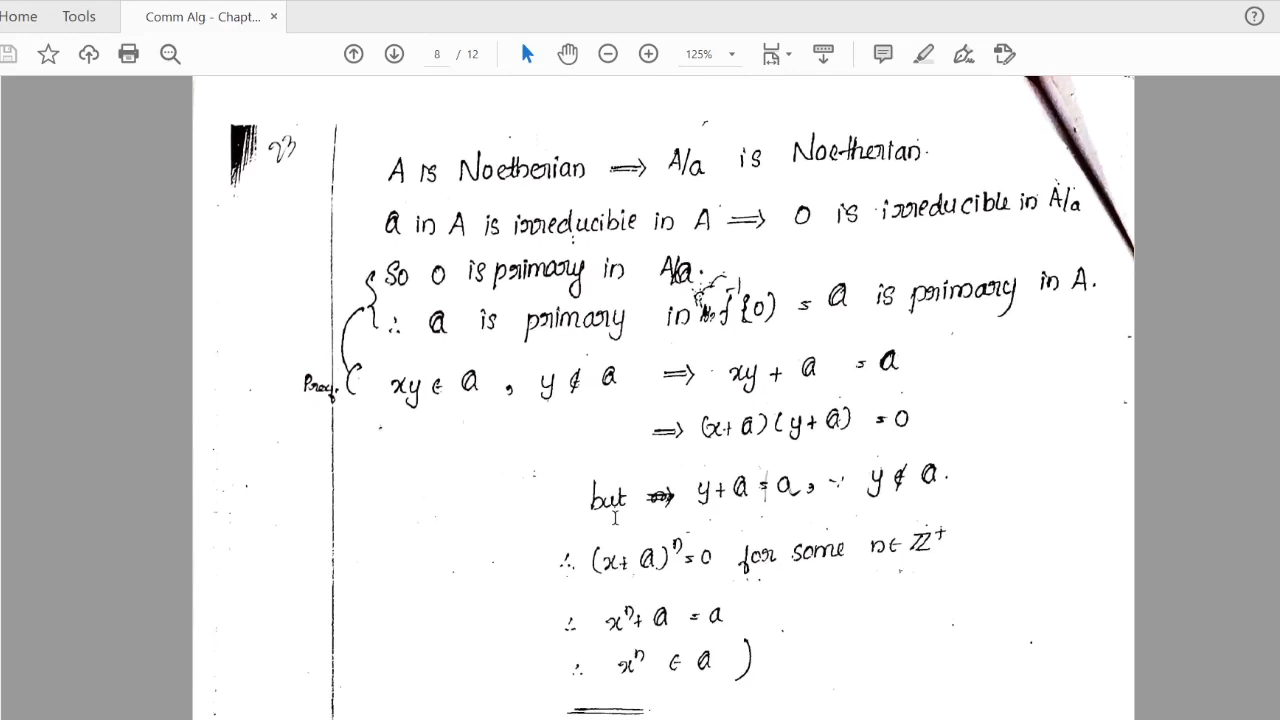 Home Tools Comm Alg - Chapt... ×
8 / 12 125%
23
A is Noetherian ⟹ A/a is Noetherian.
a in A is irreducible in A ⟹ 0 is irreducible in A/a
So 0 is primary in A/a.
∴ a is primary in f⁻¹(0) = a is primary in A.
( xy ∈ a , y ∉ a ⟹ xy + a = a
⟹ (x + a)(y + a) = 0
but y + a ≠ a, ∵ y ∉ a.
∴ (x + a)ⁿ = 0 for some n ∈ ℤ⁺
∴ xⁿ + a = a
∴ xⁿ ∈ a )